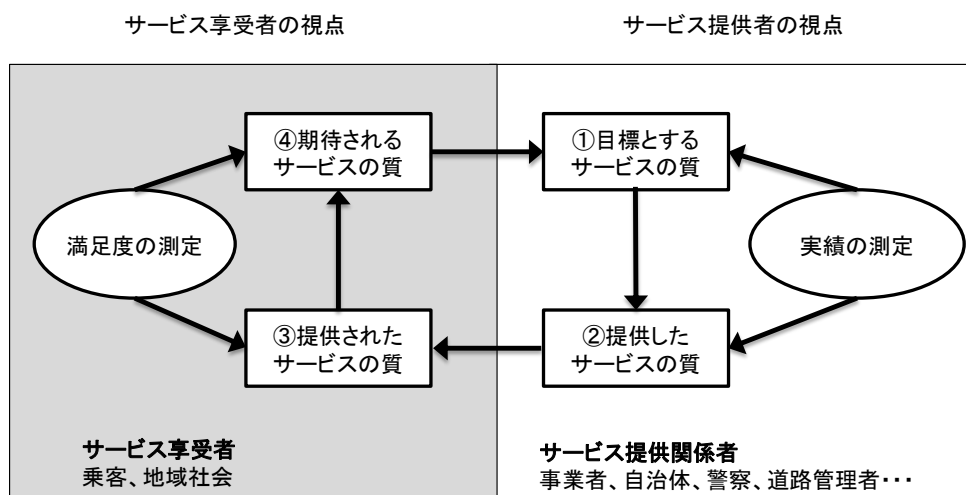 サービス享受者の視点
サービス提供者の視点
④期待される
サービスの質
①目標とする
サービスの質
満足度の測定
実績の測定
③提供された
サービスの質
②提供した
サービスの質
サービス享受者
乗客、地域社会
サービス提供関係者
事業者、自治体、警察、道路管理者・・・